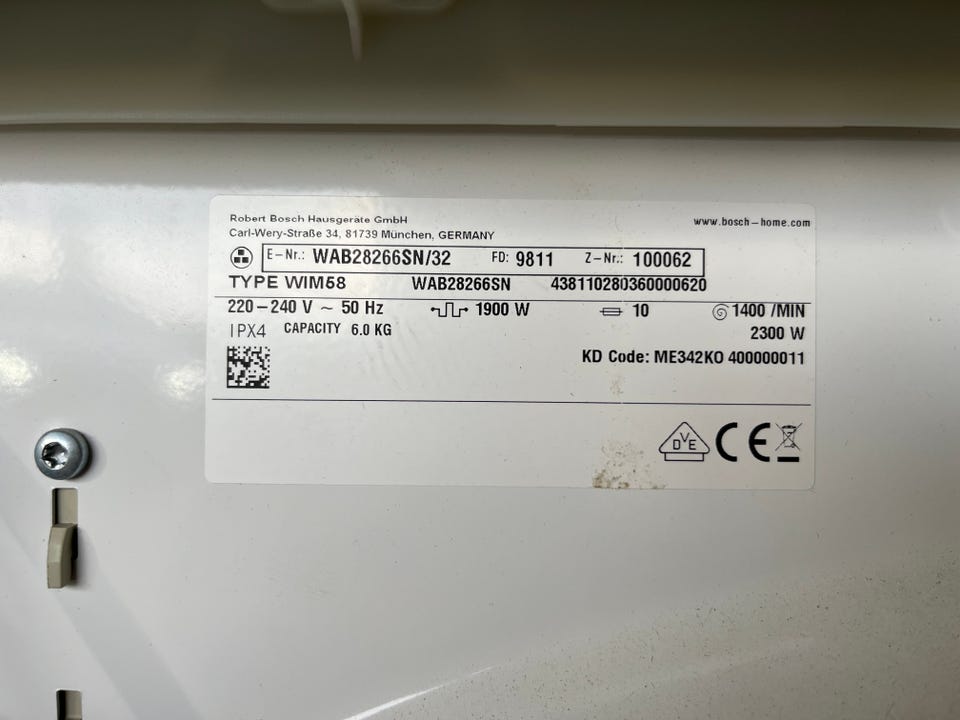 Robert Bosch Hausgeräte GmbH
Carl-Wery-Straße 34, 81739 München, GERMANY
www.bosch-home.com
E-Nr.: WAB28266SN/32 FD: 9811 Z-Nr.: 100062
TYPE WIM58 WAB28266SN 438110280360000620
220-240 V ~ 50 Hz 1900 W 10 1400 /MIN
IPX4 CAPACITY 6.0 KG 2300 W
KD Code: ME342KO 400000011
DVE CE